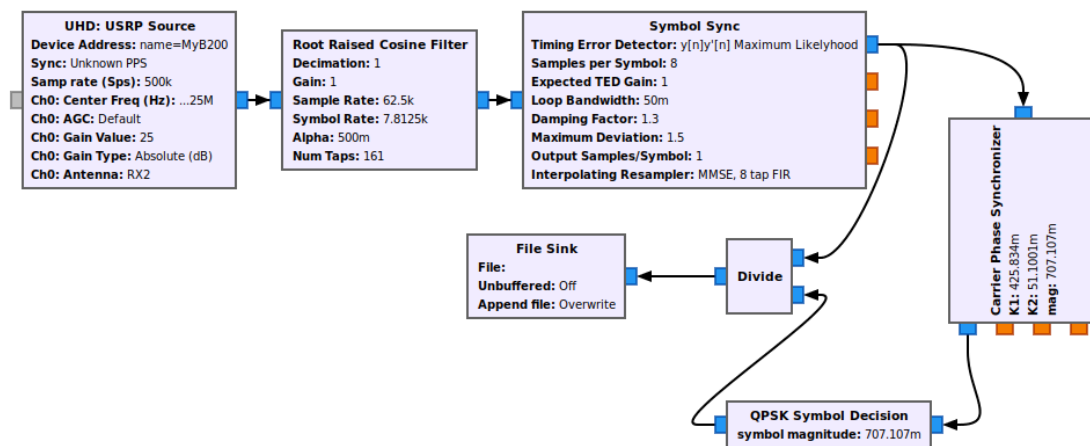 UHD: USRP Source
Device Address: name=MyB200
Sync: Unknown PPS
Samp rate (Sps): 500k
Ch0: Center Freq (Hz): ...25M
Ch0: AGC: Default
Ch0: Gain Value: 25
Ch0: Gain Type: Absolute (dB)
Ch0: Antenna: RX2
Root Raised Cosine Filter
Decimation: 1
Gain: 1
Sample Rate: 62.5k
Symbol Rate: 7.8125k
Alpha: 500m
Num Taps: 161
Symbol Sync
Timing Error Detector: y[n]y'[n] Maximum Likelyhood
Samples per Symbol: 8
Expected TED Gain: 1
Loop Bandwidth: 50m
Damping Factor: 1.3
Maximum Deviation: 1.5
Output Samples/Symbol: 1
Interpolating Resampler: MMSE, 8 tap FIR
Carrier Phase Synchronizer
K1: 425.834m
K2: 51.1001m
mag: 707.107m
File Sink
File:
Unbuffered: Off
Append file: Overwrite
Divide
QPSK Symbol Decision
symbol magnitude: 707.107m